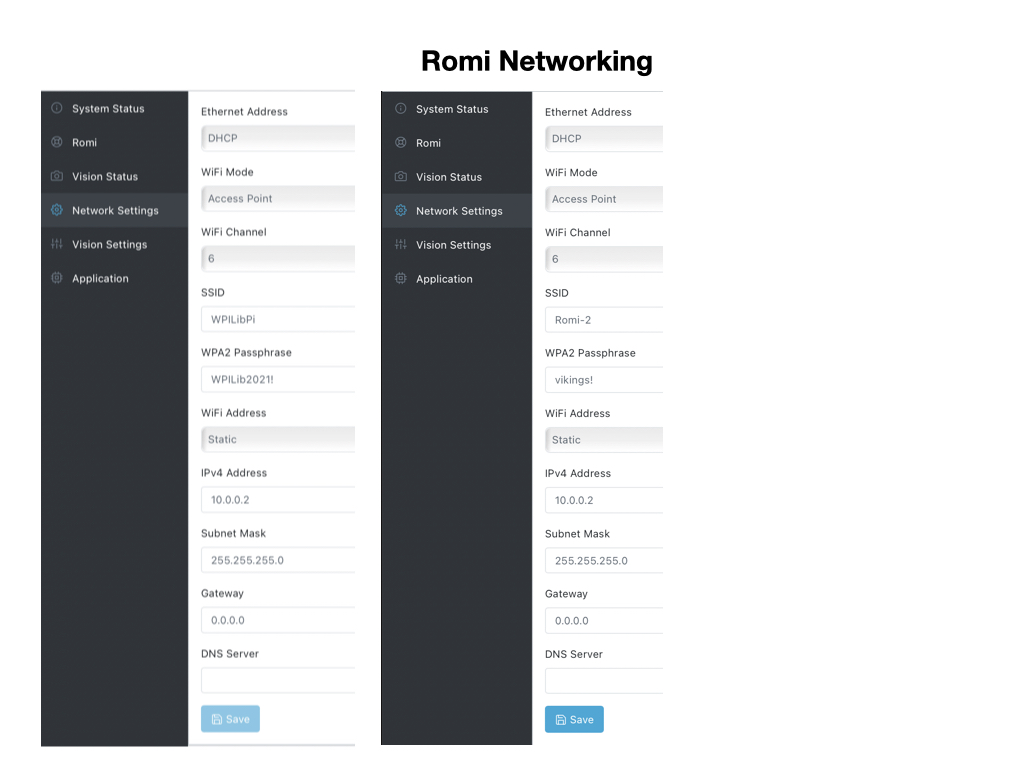 Romi Networking
System Status
Romi
Vision Status
Network Settings
Vision Settings
Application
Ethernet Address
DHCP
WiFi Mode
Access Point
WiFi Channel
6
SSID
WPILibPi
WPA2 Passphrase
WPILib2021!
WiFi Address
Static
IPv4 Address
10.0.0.2
Subnet Mask
255.255.255.0
Gateway
0.0.0.0
DNS Server
Save
System Status
Romi
Vision Status
Network Settings
Vision Settings
Application
Ethernet Address
DHCP
WiFi Mode
Access Point
WiFi Channel
6
SSID
Romi-2
WPA2 Passphrase
vikings!
WiFi Address
Static
IPv4 Address
10.0.0.2
Subnet Mask
255.255.255.0
Gateway
0.0.0.0
DNS Server
Save